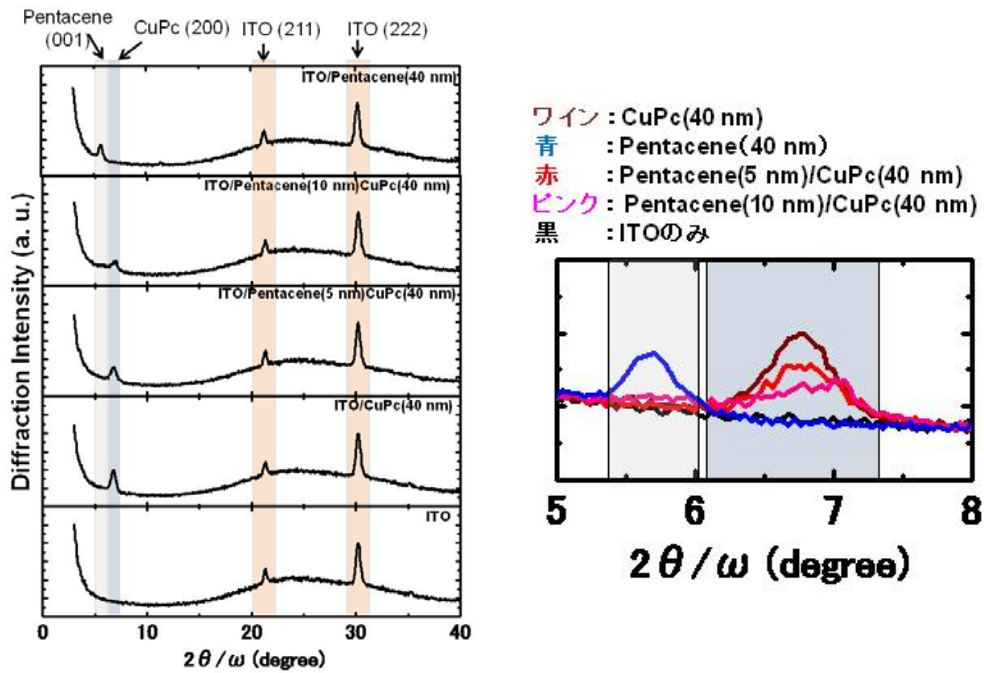 Pentacene
(001)
CuPc (200)
ITO (211)
ITO (222)
ITO/Pentacene(40 nm)
ITO/Pentacene(10 nm)CuPc(40 nm)
ITO/Pentacene(5 nm)CuPc(40 nm)
ITO/CuPc(40 nm)
ITO
Diffraction Intensity (a. u.)
0 10 20 30 40
2θ/ω (degree)
ワイン : CuPc(40 nm)
青 : Pentacene(40 nm)
赤 : Pentacene(5 nm)/CuPc(40 nm)
ピンク : Pentacene(10 nm)/CuPc(40 nm)
黒 : ITOのみ
5 6 7 8
2θ/ω (degree)